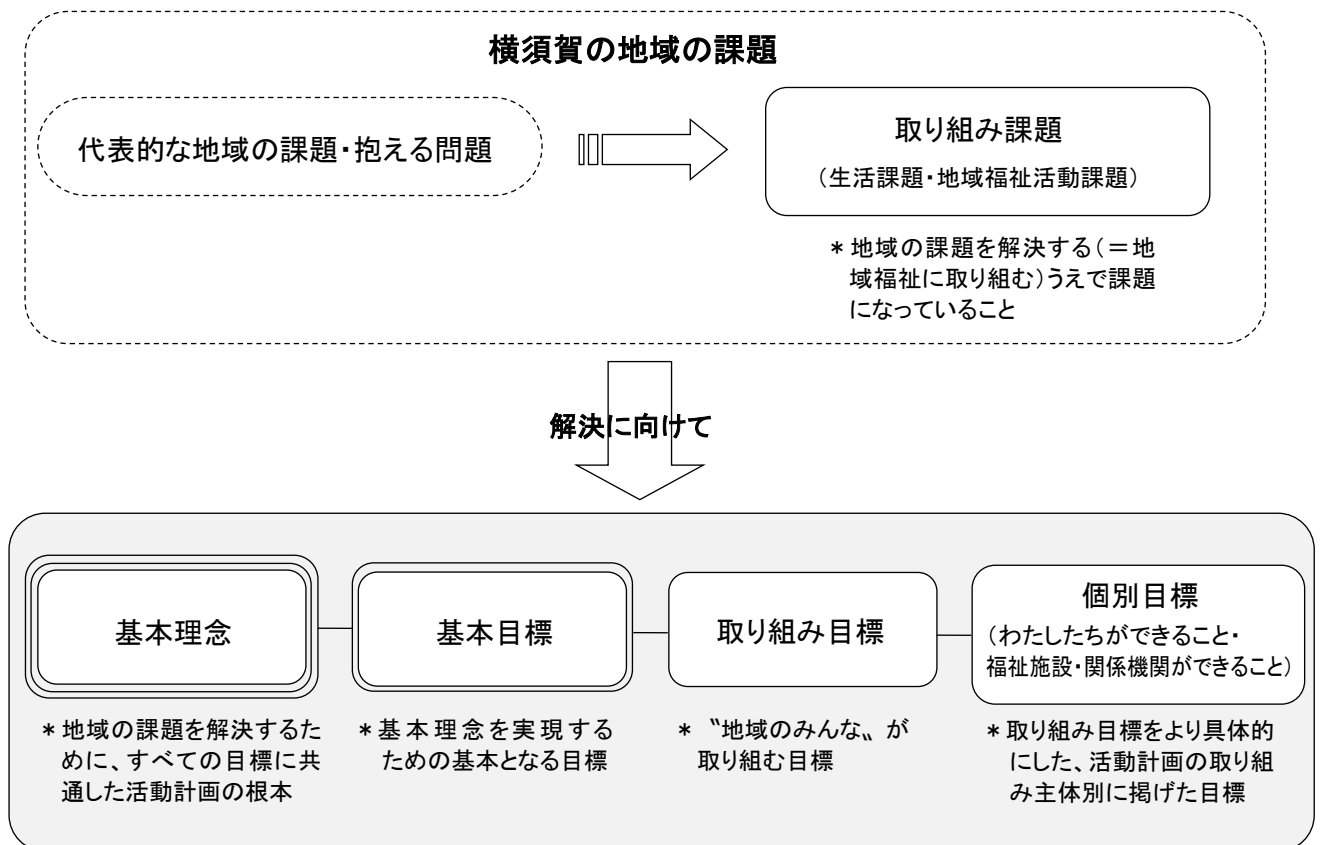 横須賀の地域の課題
代表的な地域の課題・抱える問題
取り組み課題
（生活課題・地域福祉活動課題）
＊地域の課題を解決する（＝地
域福祉に取り組む）うえで課題
になっていること
解決に向けて
基本理念
基本目標
取り組み目標
個別目標
（わたしたちができること・
福祉施設・関係機関ができること）
＊地域の課題を解決するた
めに、すべての目標に共
通した活動計画の根本
＊基本理念を実現する
ための基本となる目標
＊〝地域のみんな〟が
取り組む目標
＊取り組み目標をより具体的
にした、活動計画の取り組
み主体別に掲げた目標